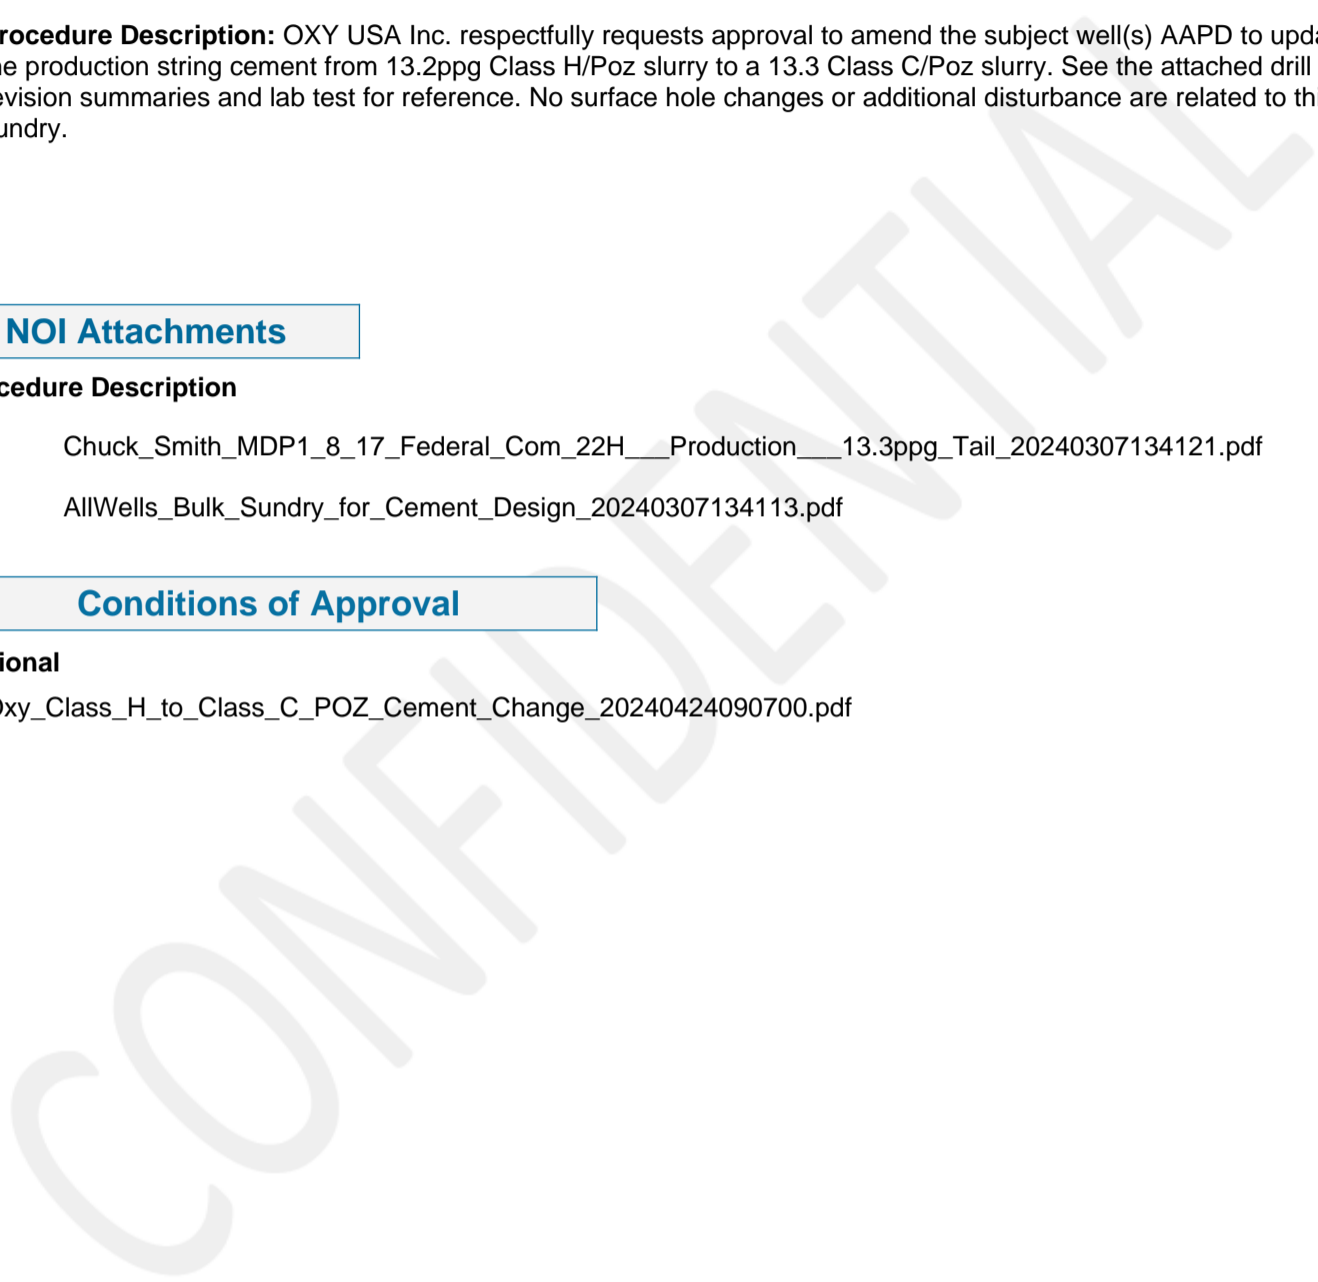 rocedure Description: OXY USA Inc. respectfully requests approval to amend the subject well(s) AAPD to upda
ne production string cement from 13.2ppg Class H/Poz slurry to a 13.3 Class C/Poz slurry. See the attached drill
evision summaries and lab test for reference. No surface hole changes or additional disturbance are related to thi
undry.
NOI Attachments
cedure Description
Chuck_Smith_MDP1_8_17_Federal_Com_22H___Production___13.3ppg_Tail_20240307134121.pdf
AllWells_Bulk_Sundry_for_Cement_Design_20240307134113.pdf
Conditions of Approval
ional
Oxy_Class_H_to_Class_C_POZ_Cement_Change_20240424090700.pdf
CONFIDENTIAL